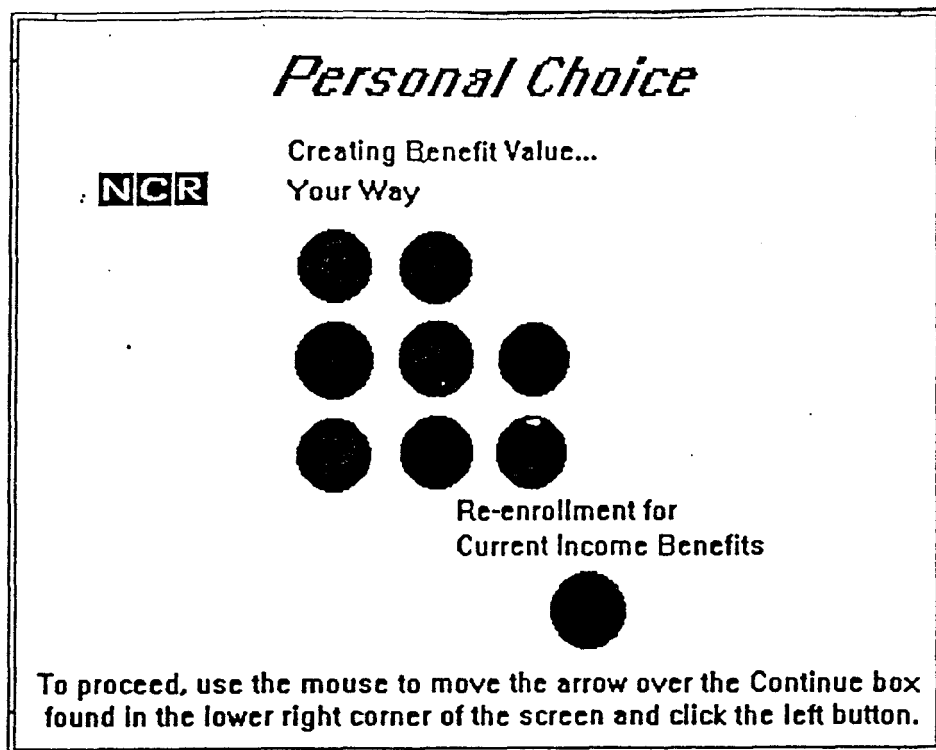 Personal Choice
Creating Benefit Value...
NCR
Your Way
Re-enrollment for
Current Income Benefits
To proceed, use the mouse to move the arrow over the Continue box
found in the lower right corner of the screen and click the left button.